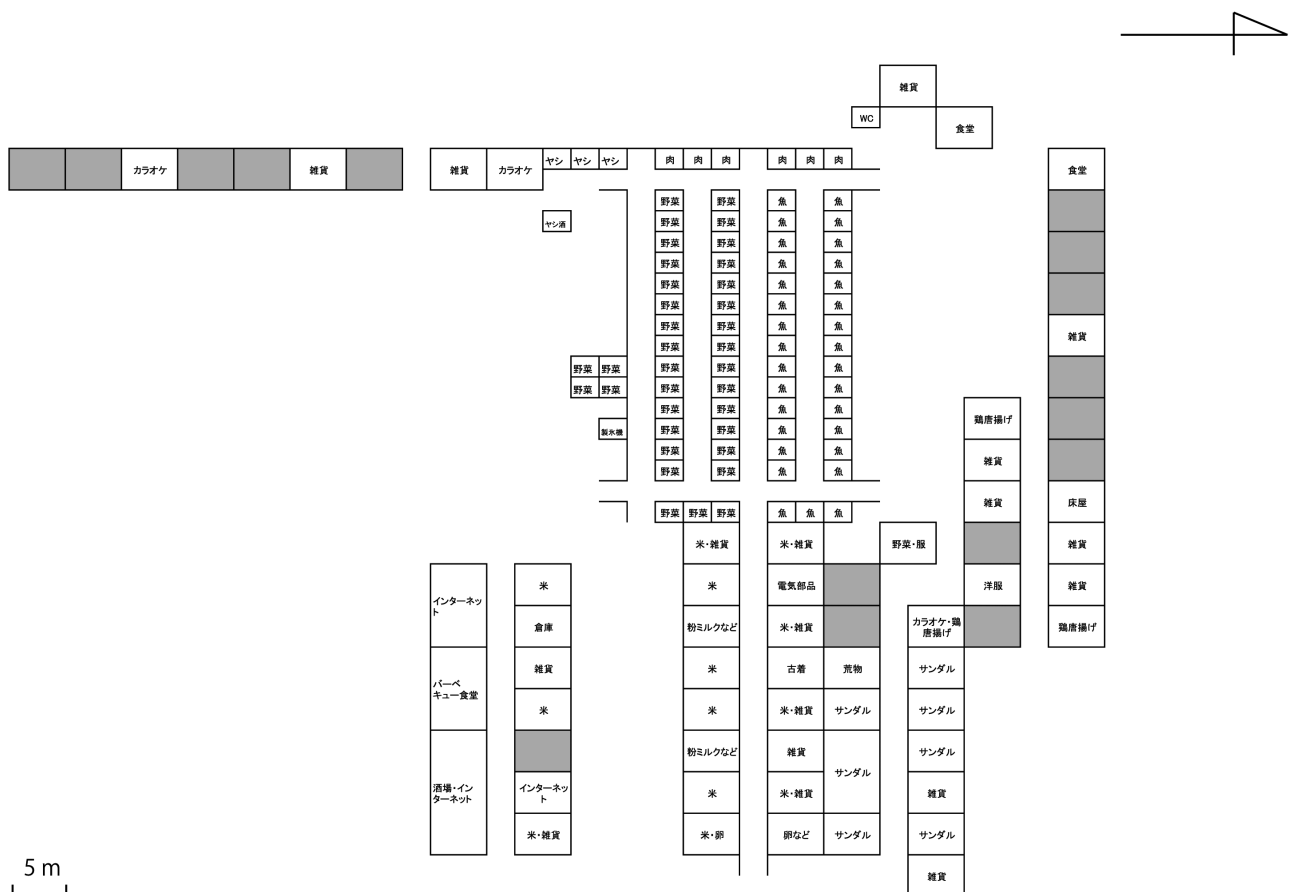 雑貨
WC
食堂
カラオケ
雑貨
雑貨
カラオケ
ヤシ
ヤシ
ヤシ
肉
肉
肉
肉
肉
肉
食堂
野菜
野菜
魚
魚
ヤシ酒
野菜
野菜
魚
魚
野菜
野菜
魚
魚
野菜
野菜
魚
魚
野菜
野菜
魚
魚
野菜
野菜
魚
魚
野菜
野菜
魚
魚
雑貨
野菜
野菜
魚
魚
野菜
野菜
野菜
野菜
魚
魚
野菜
野菜
野菜
野菜
魚
魚
野菜
野菜
魚
魚
鶏唐揚げ
製氷機
野菜
野菜
魚
魚
野菜
野菜
魚
魚
雑貨
野菜
野菜
魚
魚
野菜
野菜
野菜
魚
魚
魚
雑貨
床屋
米・雑貨
米・雑貨
野菜・服
雑貨
インターネッ
ト
米
米
電気部品
洋服
雑貨
倉庫
粉ミルクなど
米・雑貨
カラオケ・鶏
唐揚げ
鶏唐揚げ
バーベ
キュー食堂
雑貨
米
古着
荒物
サンダル
米
米
米・雑貨
サンダル
サンダル
酒場・イン
ターネット
粉ミルクなど
雑貨
サンダル
サンダル
インターネッ
ト
米
米・雑貨
雑貨
米・雑貨
米・卵
卵など
サンダル
サンダル
雑貨
5 m